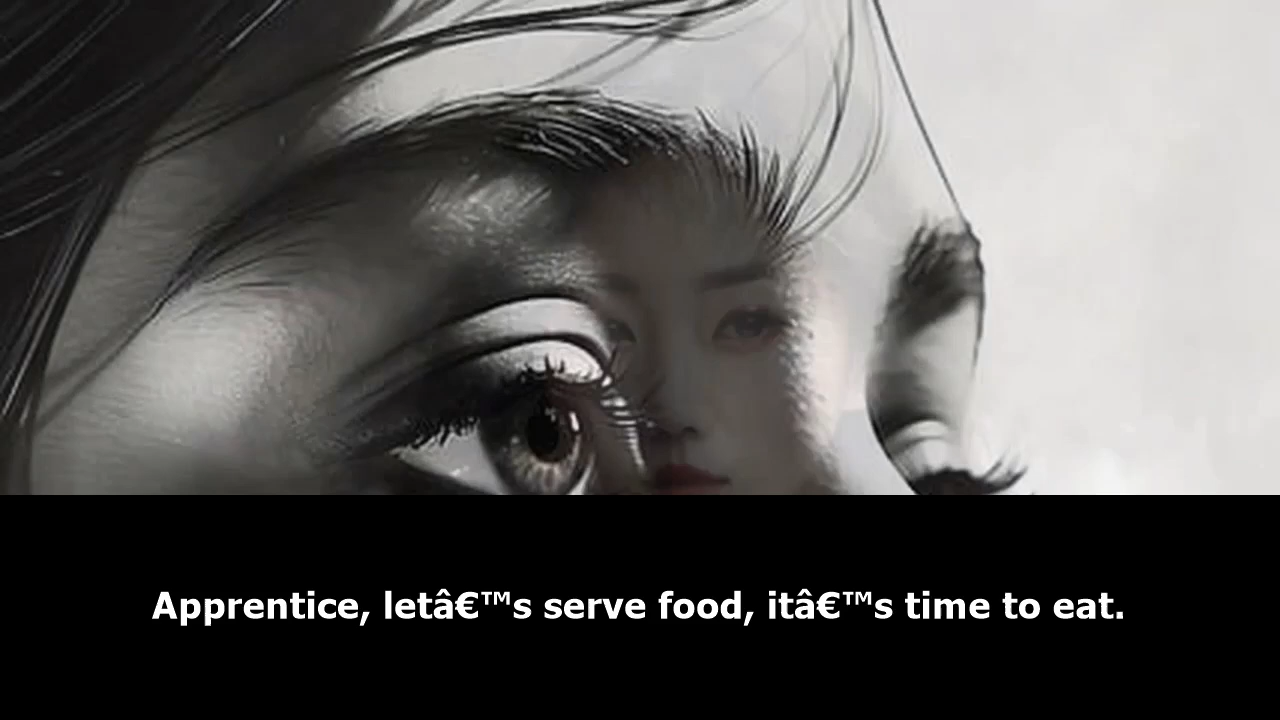 Apprentice, letâ€™s serve food, itâ€™s time to eat.